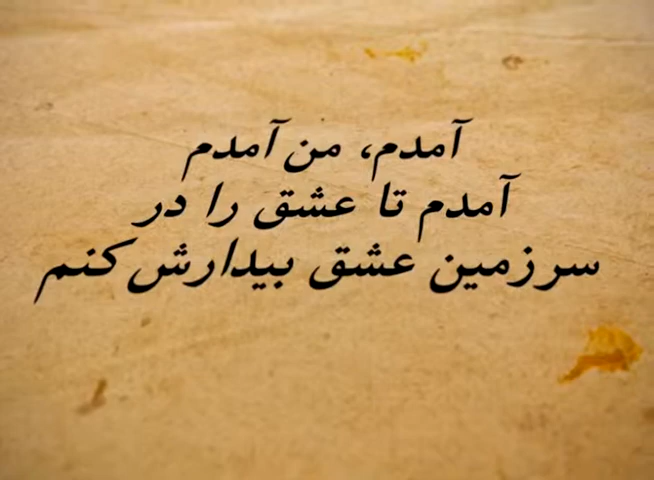 آمدم، من آمدم
آمدم تا عشق را در
سرزمین عشق بیدارش کنم